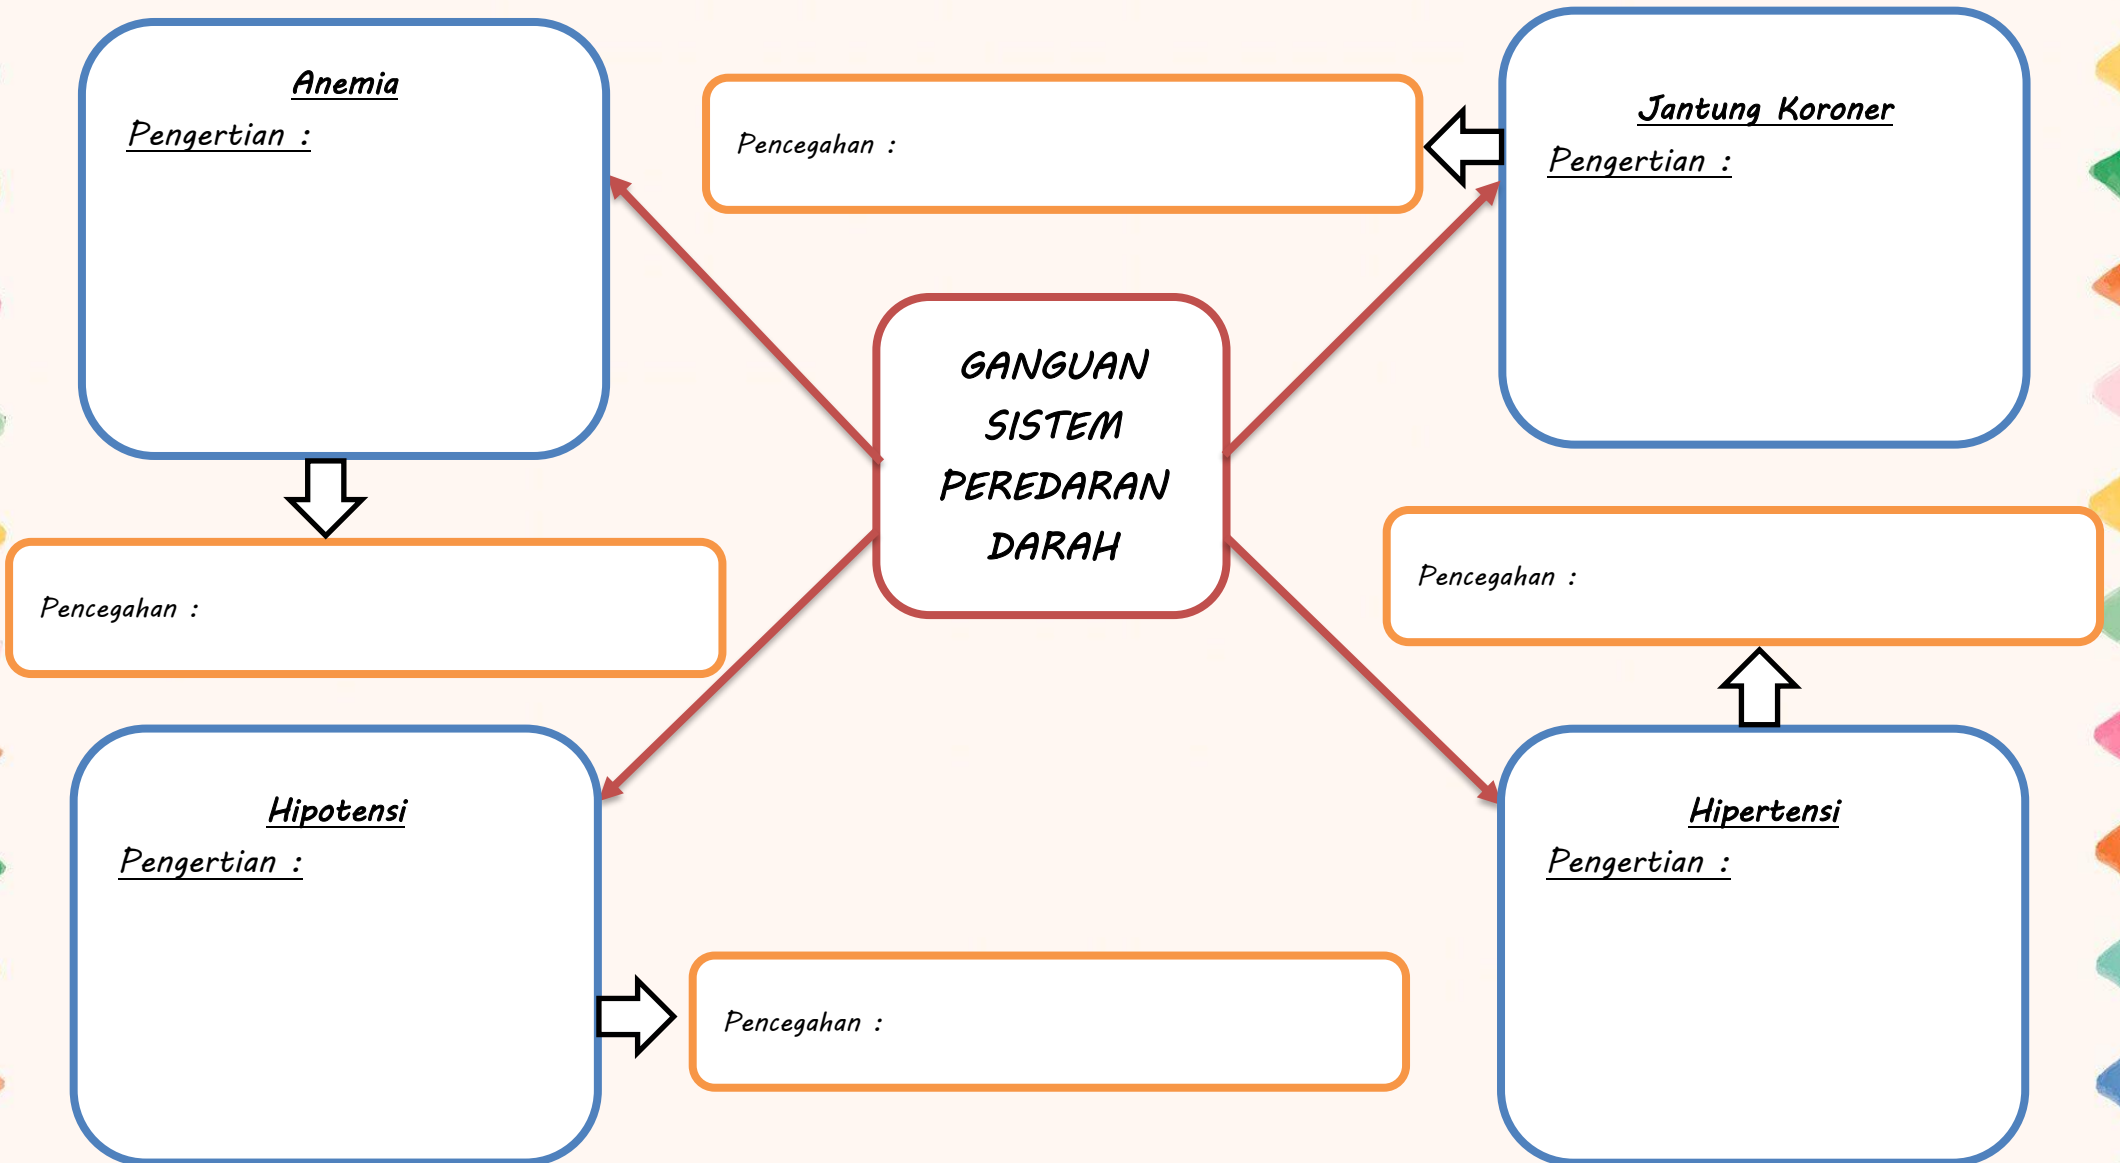 Anemia
Pengertian :
Pencegahan :
Jantung Koroner
Pengertian :
Pencegahan :
GANGUAN
SISTEM
PEREDARAN
DARAH
Hipotensi
Pengertian :
Pencegahan :
Pencegahan :
Hipertensi
Pengertian :